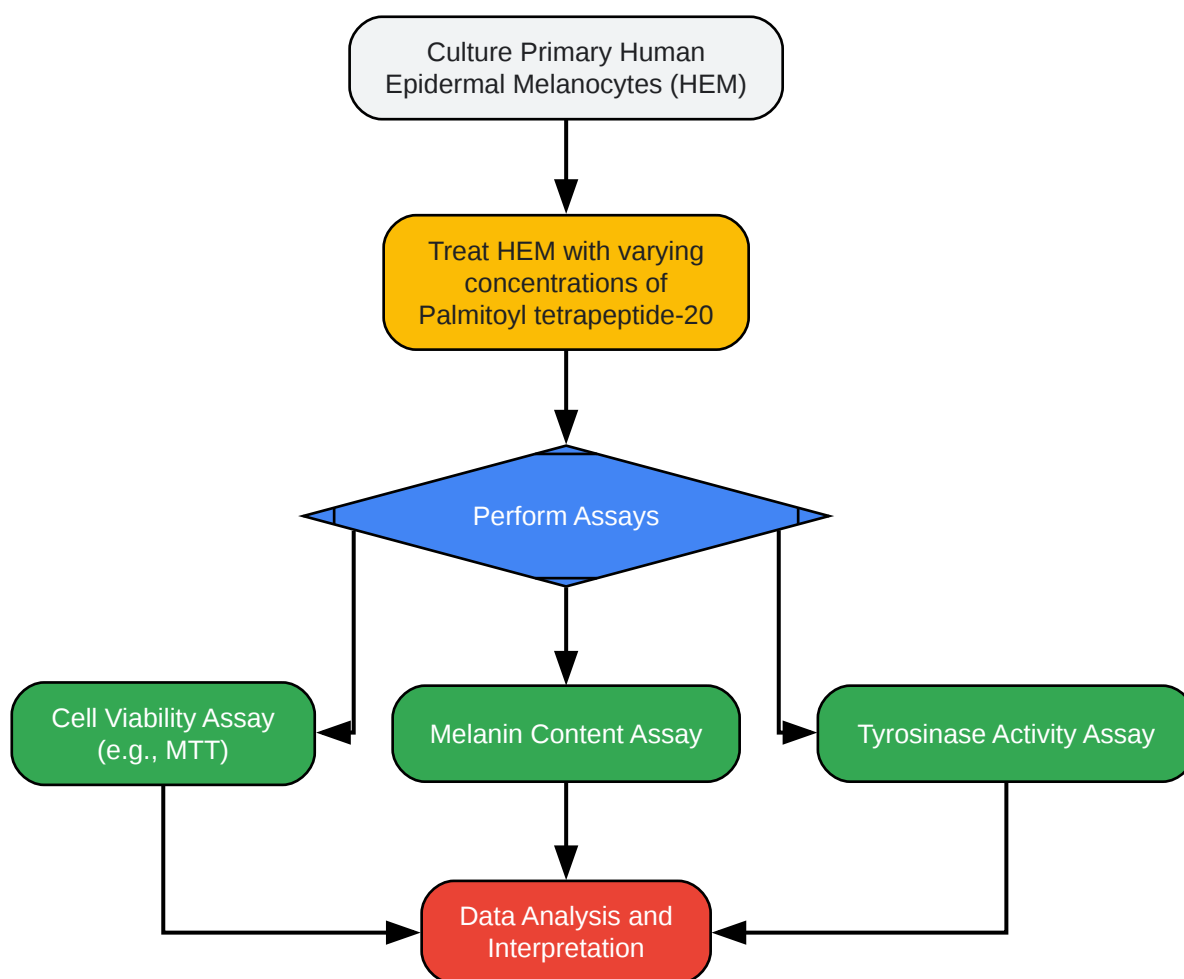 Culture Primary Human
Epidermal Melanocytes (HEM)
Treat HEM with varying
concentrations of
Palmitoyl tetrapeptide-20
Perform Assays
Cell Viability Assay
(e.g., MTT)
Melanin Content Assay
Tyrosinase Activity Assay
Data Analysis and
Interpretation